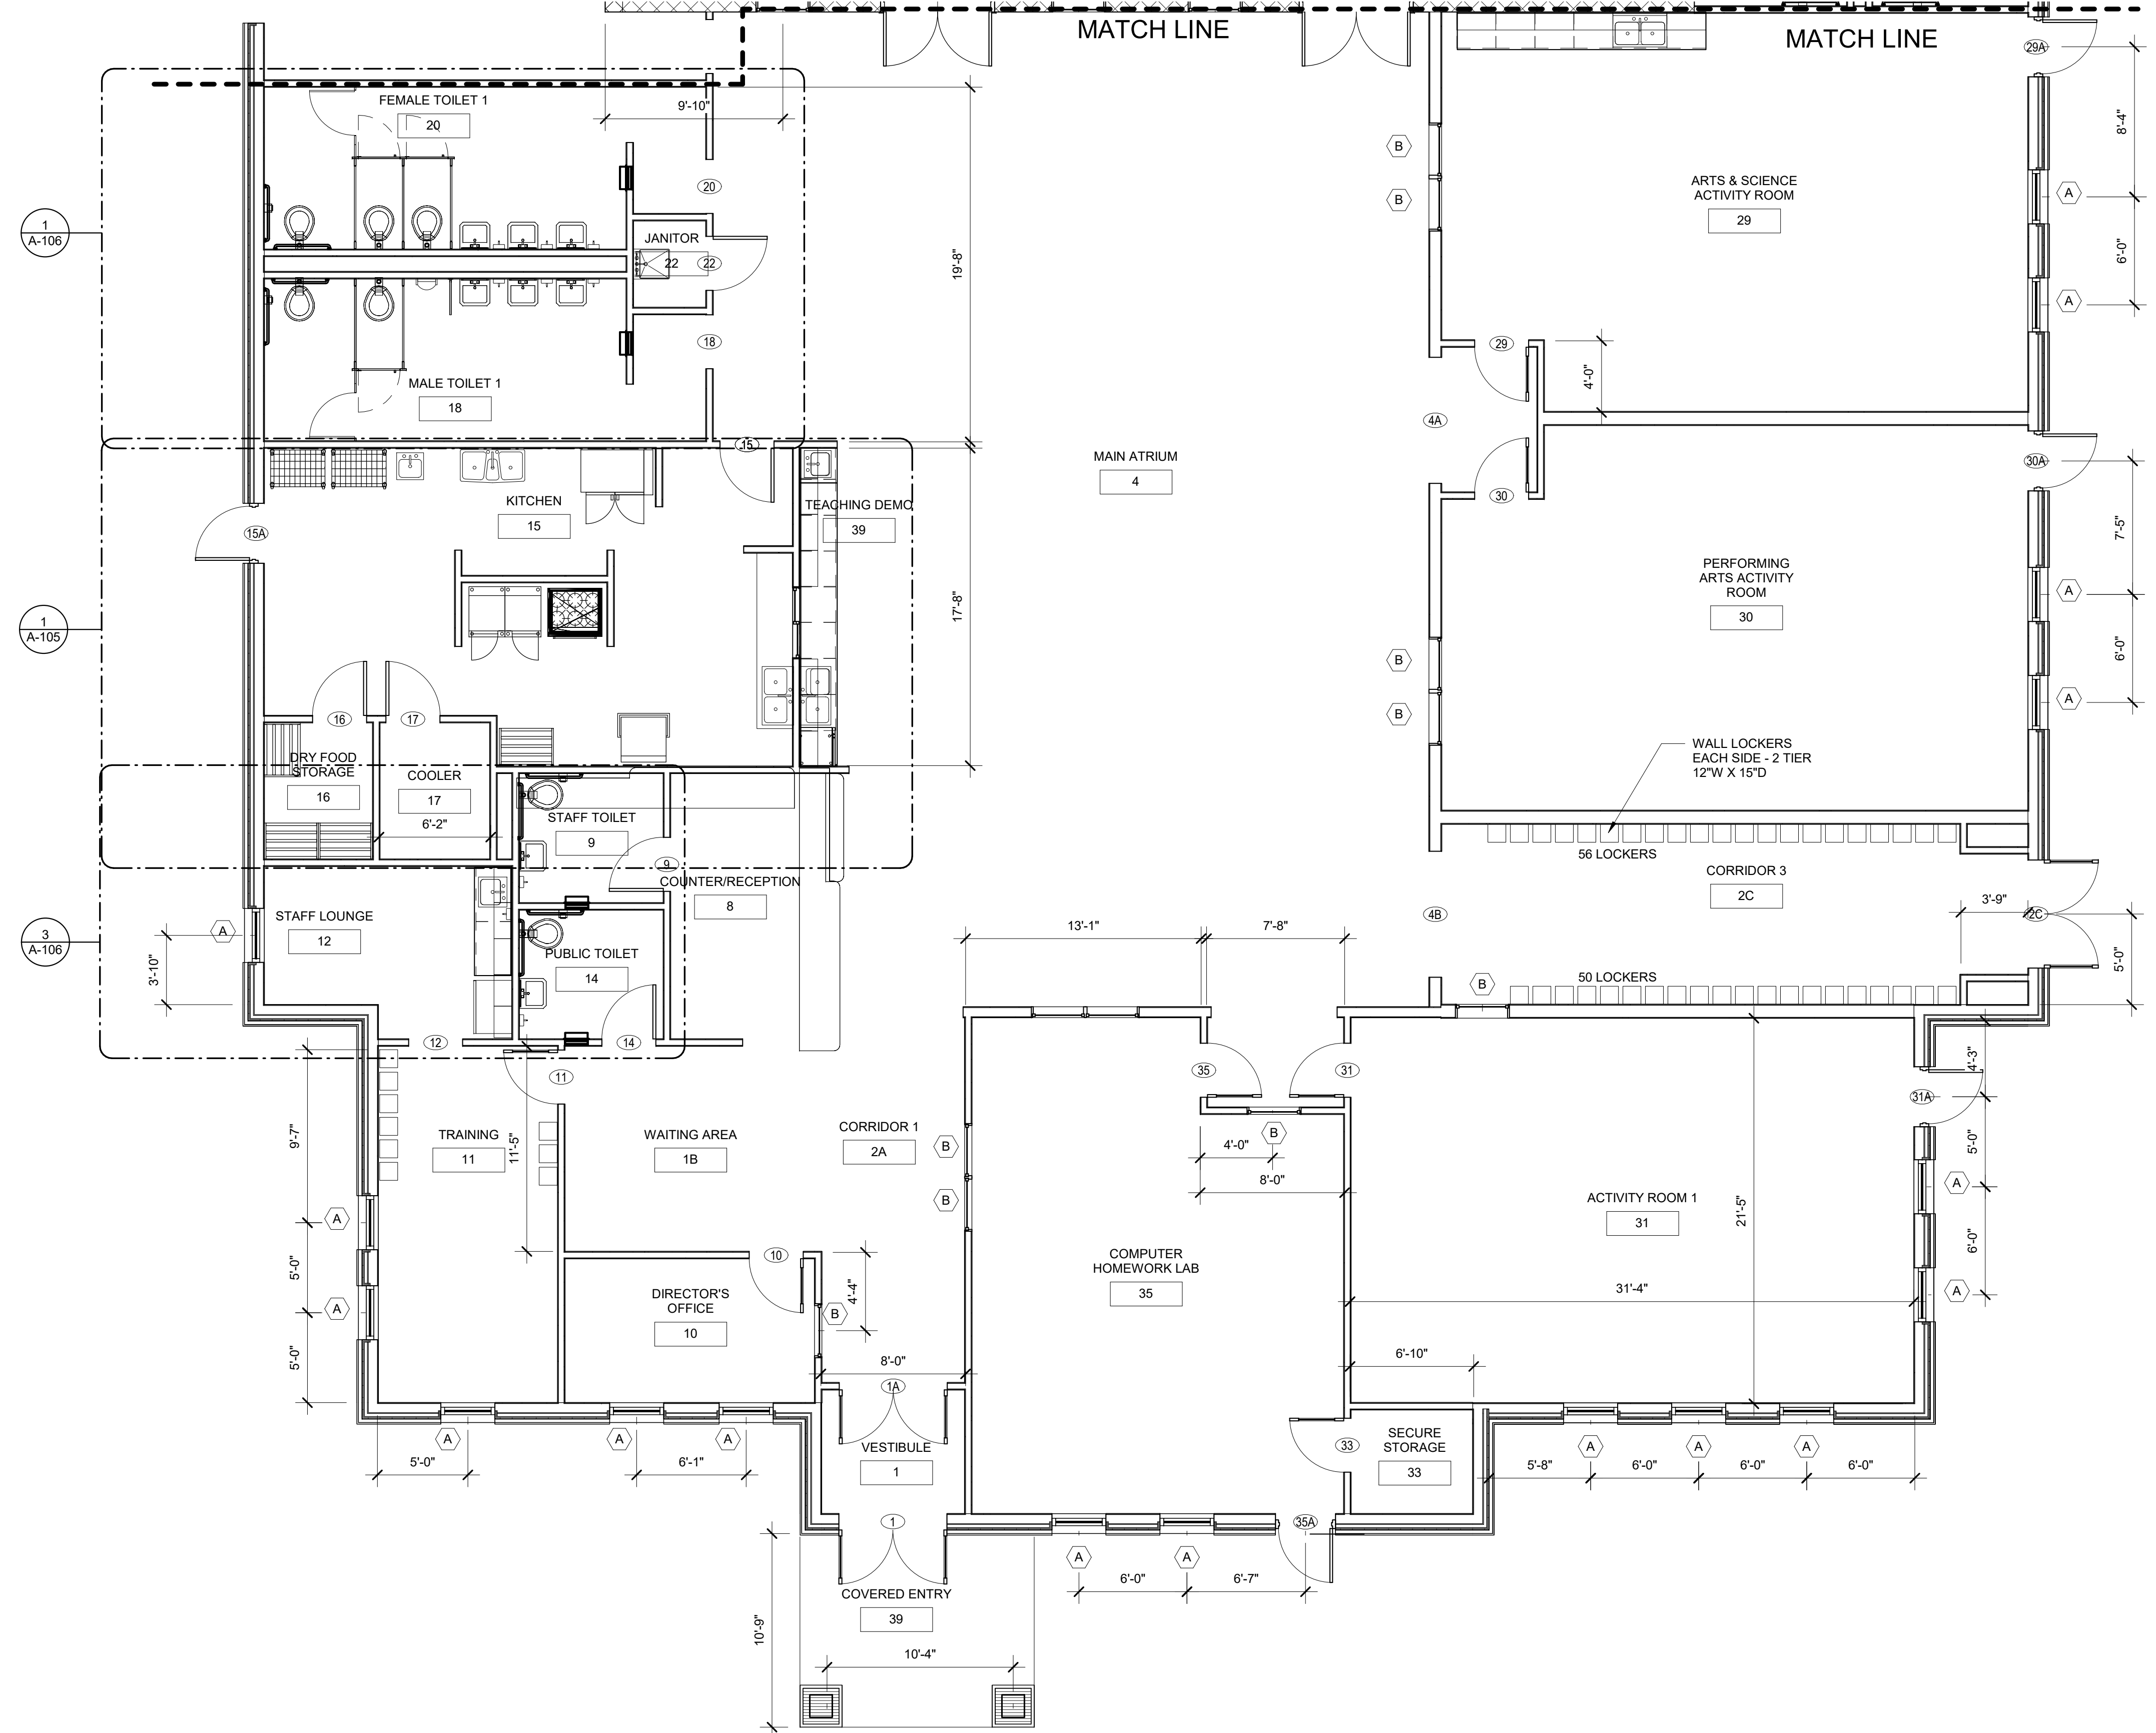 MATCH LINE
MATCH LINE
29A
FEMALE TOILET 1
20
9'-10"
8'-4"
B
ARTS & SCIENCE
ACTIVITY ROOM
29
A
20
B
1
A-106
JANITOR
22
22
19'-8"
6'-0"
A
18
29
4'-0"
MALE TOILET 1
18
4A
15
MAIN ATRIUM
4
30A
KITCHEN
15
30
TEACHING DEMO
39
15A
7'-5"
PERFORMING
ARTS ACTIVITY
ROOM
30
A
1
A-105
17'-8"
B
6'-0"
A
16
17
B
WALL LOCKERS
EACH SIDE - 2 TIER
12"W X 15"D
DRY FOOD
STORAGE
16
COOLER
17
6'-2"
STAFF TOILET
9
9
56 LOCKERS
CORRIDOR 3
2C
COUNTER/RECEPTION
8
STAFF LOUNGE
12
A
3
A-106
3'-10"
13'-1"
7'-8"
4B
3'-9"
2C
5'-0"
PUBLIC TOILET
14
50 LOCKERS
B
12
14
11
35
31
4'-3"
31A
9'-7"
TRAINING
11
11'-5"
WAITING AREA
1B
CORRIDOR 1
2A
B
B
4'-0"
B
8'-0"
5'-0"
A
ACTIVITY ROOM 1
31
21'-5"
A
6'-0"
5'-0"
10
COMPUTER
HOMEWORK LAB
35
A
DIRECTOR'S
OFFICE
10
B
4'-4"
31'-4"
A
5'-0"
8'-0"
6'-10"
1A
A
A
A
VESTIBULE
1
33
SECURE
STORAGE
33
A
A
A
5'-0"
6'-1"
5'-8"
6'-0"
6'-0"
6'-0"
1
35A
A
A
6'-0"
6'-7"
COVERED ENTRY
39
10'-9"
10'-4"